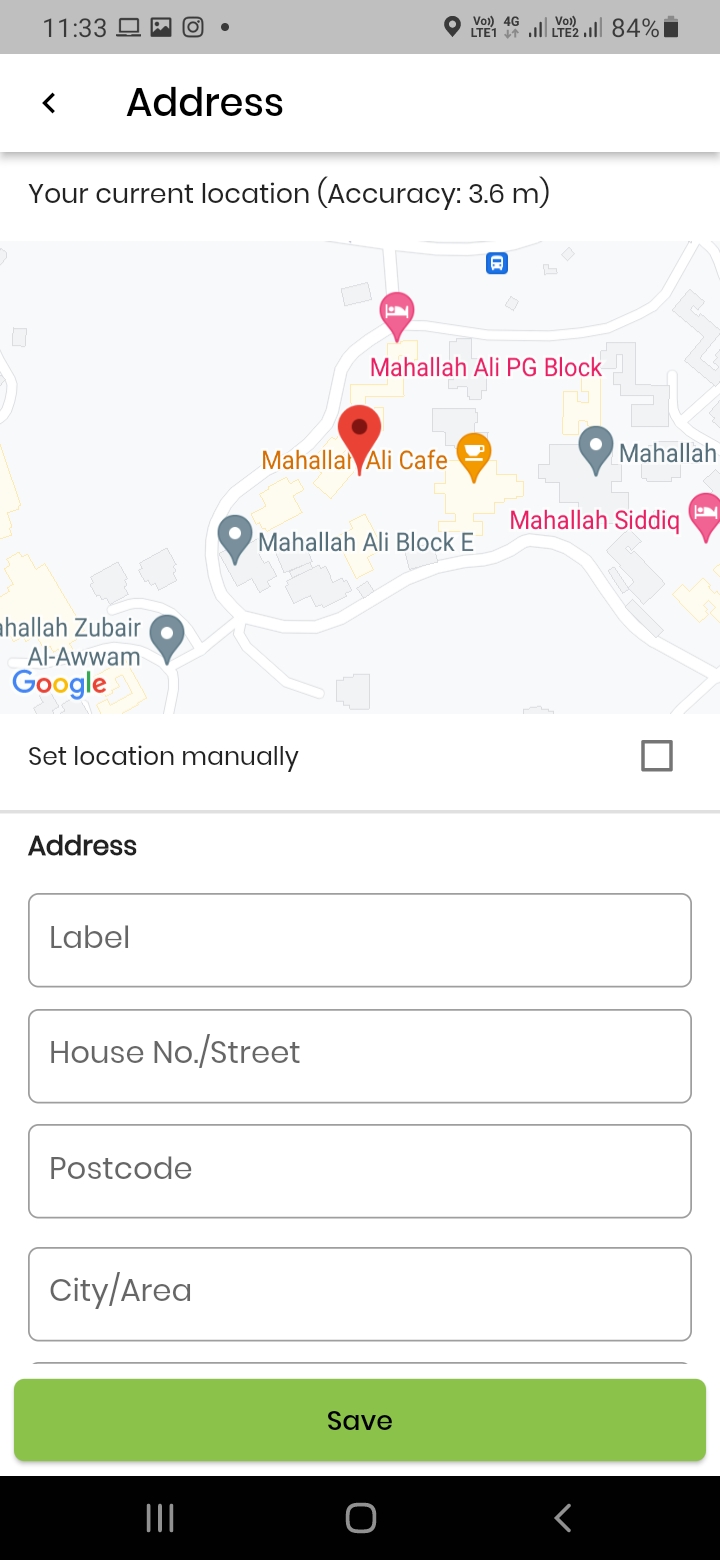 11:33
Vo)) LTE1 4G Vo)) LTE2 84%
Address
Your current location (Accuracy: 3.6 m)
Mahallah Ali PG Block
Mahallah
Ali Cafe
Mahallah Siddiq
Mahallah Ali Block E
ahallah Zubair
Al-Awwam
Google
Set location manually
Address
Label
House No./Street
Postcode
City/Area
Save